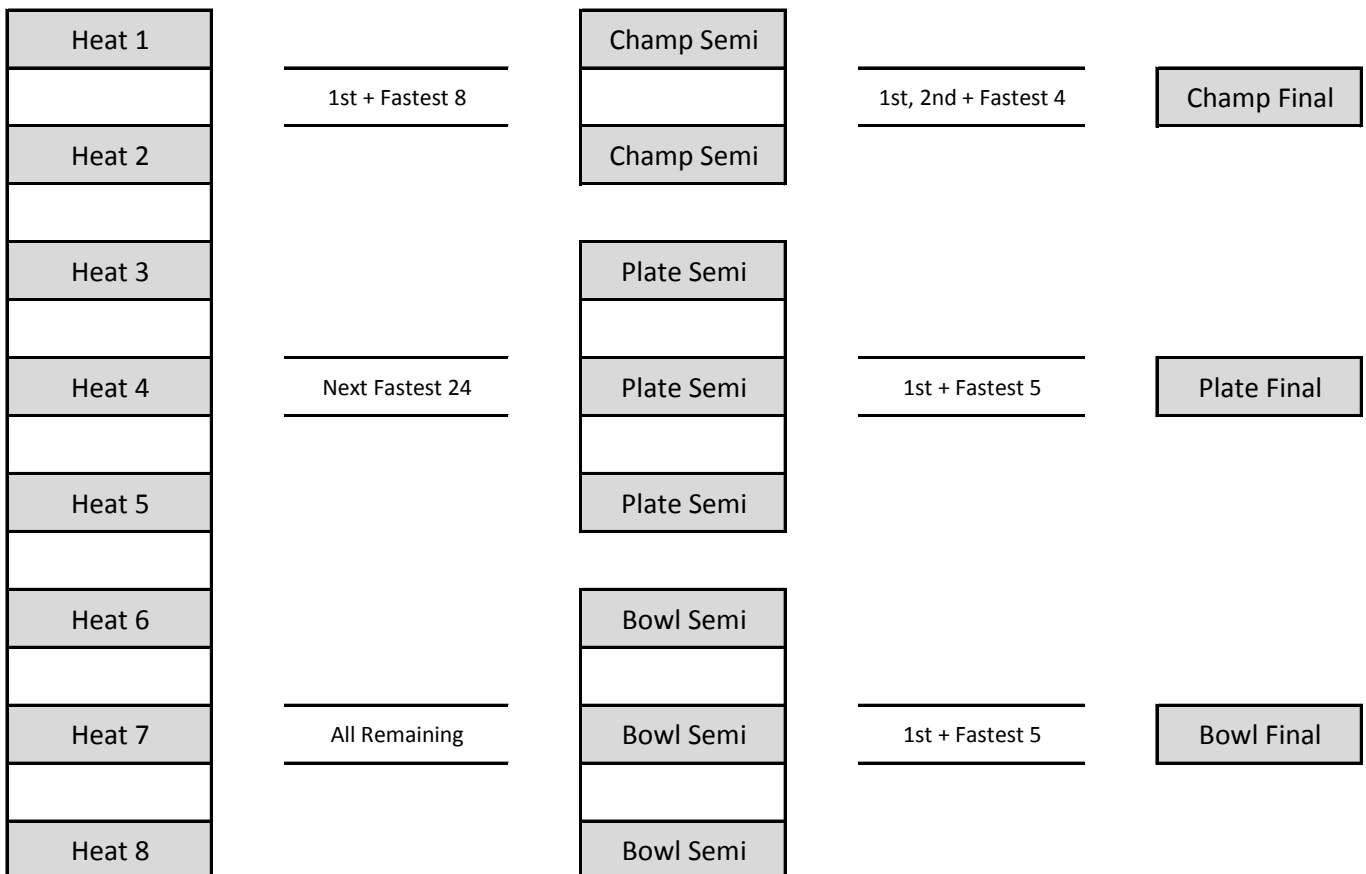 Heat 1
Champ Semi
1st + Fastest 8
1st, 2nd + Fastest 4
Champ Final
Heat 2
Champ Semi
Heat 3
Plate Semi
Heat 4
Next Fastest 24
Plate Semi
1st + Fastest 5
Plate Final
Heat 5
Plate Semi
Heat 6
Bowl Semi
Heat 7
All Remaining
Bowl Semi
1st + Fastest 5
Bowl Final
Heat 8
Bowl Semi